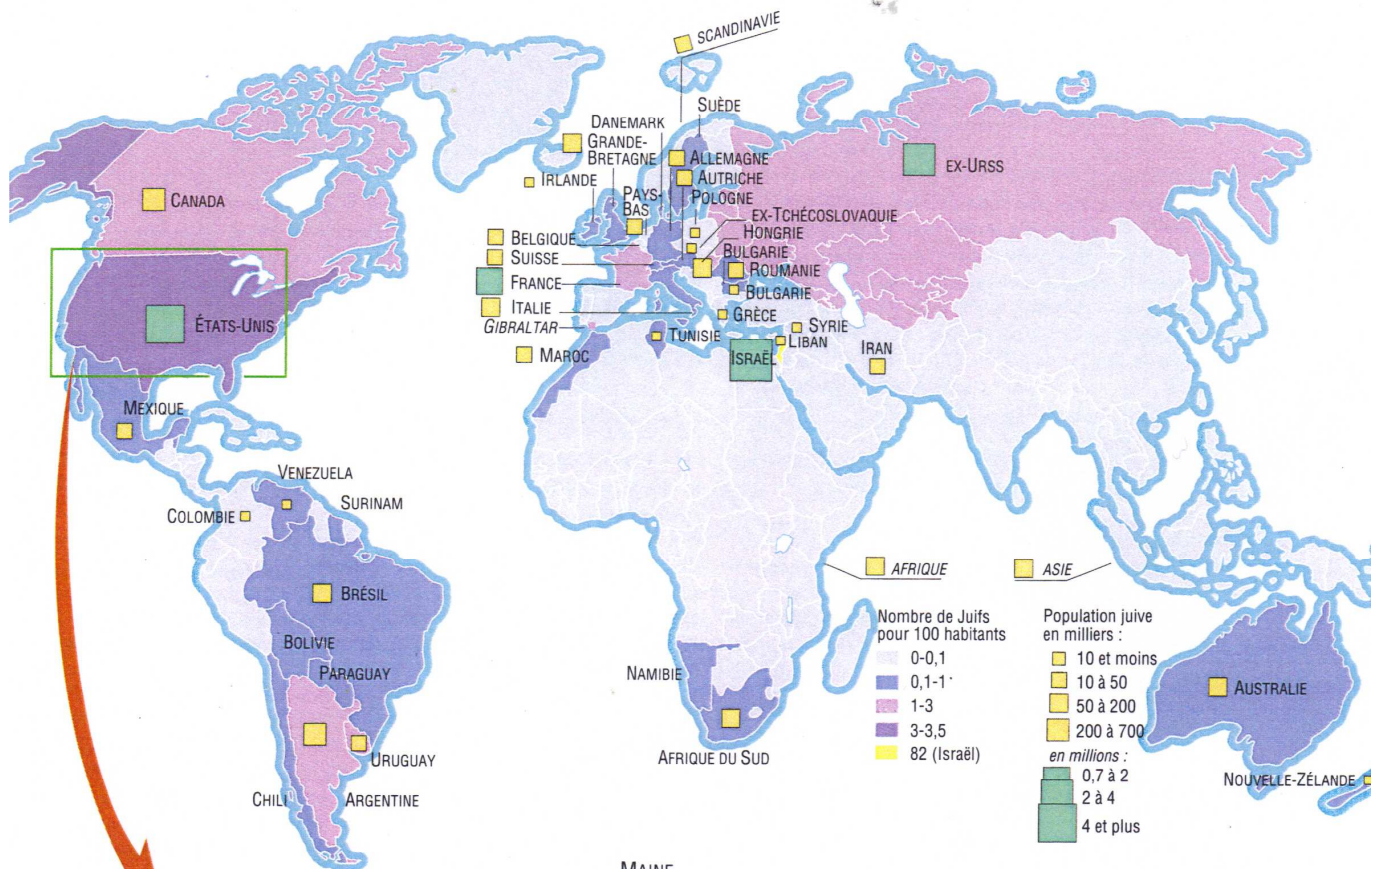 SCANDINAVIE
SUÈDE
DANEMARK
GRANDE-
BRETAGNE
ALLEMAGNE
IRLANDE
AUTRICHE
PAYS-
BAS
POLOGNE
EX-URSS
CANADA
EX-TCHÉCOSLOVAQUIE
HONGRIE
BELGIQUE
BULGARIE
SUISSE
ROUMANIE
FRANCE
BULGARIE
ITALIE
GRÈCE
ÉTATS-UNIS
GIBRALTAR
TUNISIE
SYRIE
LIBAN
IRAN
MAROC
ISRAËL
MEXIQUE
VENEZUELA
SURINAM
COLOMBIE
AFRIQUE
ASIE
BRÉSIL
BOLIVIE
PARAGUAY
NAMIBIE
AUSTRALIE
AFRIQUE DU SUD
URUGUAY
CHILI
ARGENTINE
NOUVELLE-ZÉLANDE
Nombre de Juifs
pour 100 habitants
0-0,1
0,1-1
1-3
3-3,5
82 (Israël)
Population juive
en milliers :
10 et moins
10 à 50
50 à 200
200 à 700
en millions :
0,7 à 2
2 à 4
4 et plus
MAINE